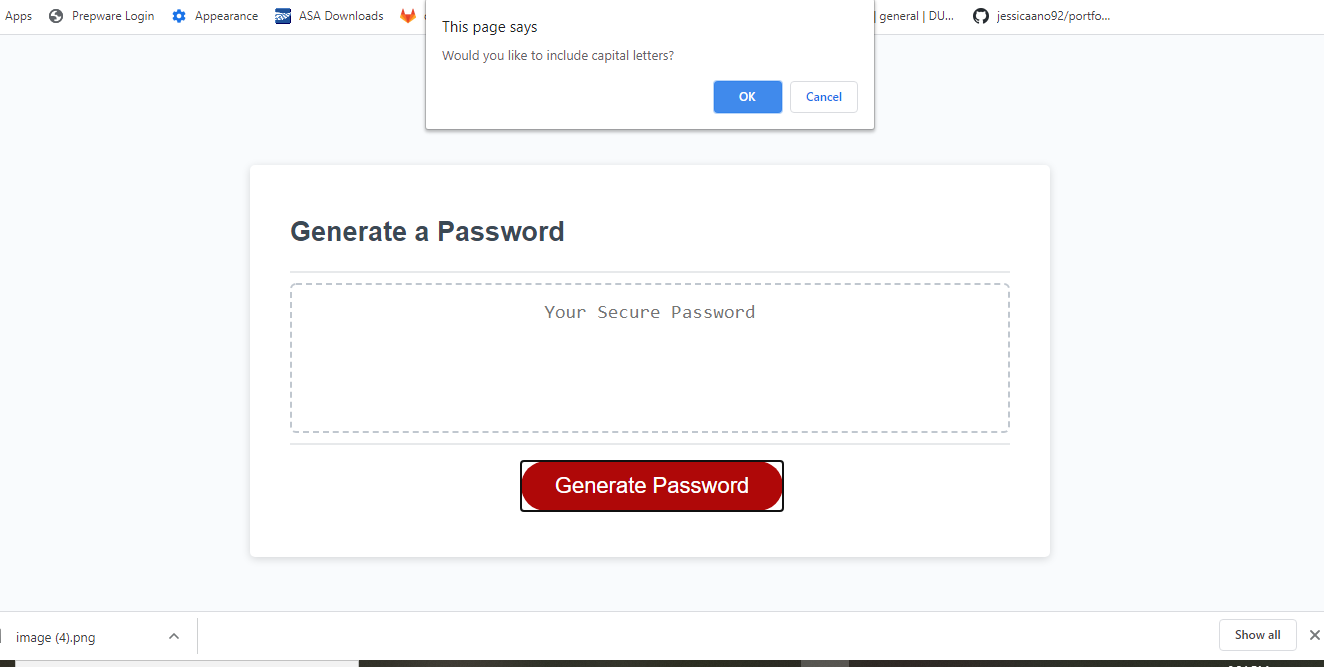 Apps Prepware Login Appearance ASA Downloads | general | DU... jessicaano92/portfo...
This page says
Would you like to include capital letters?
OK Cancel
Generate a Password
Your Secure Password
Generate Password
image (4).png Show all